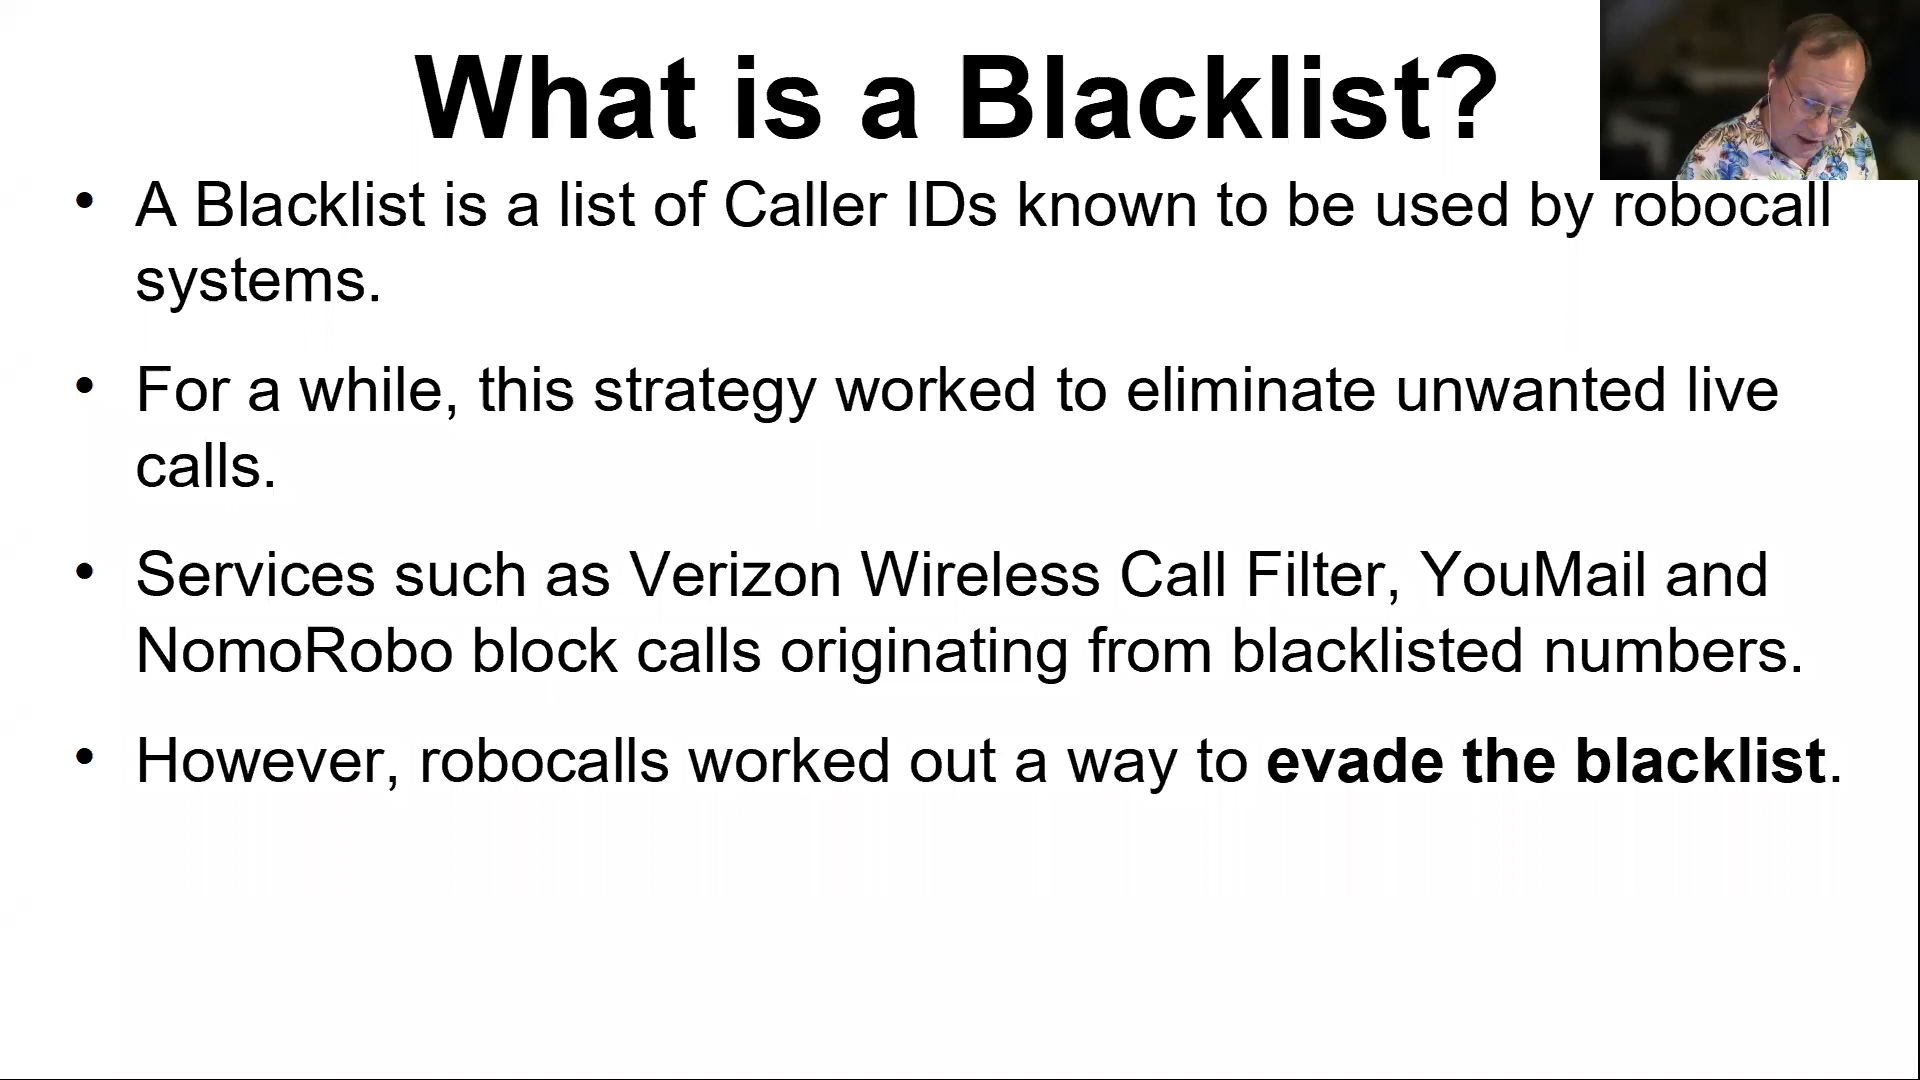 What is a Blacklist?
• A Blacklist is a list of Caller IDs known to be used by robocall
systems.
• For a while, this strategy worked to eliminate unwanted live
calls.
• Services such as Verizon Wireless Call Filter, YouMail and
NomoRobo block calls originating from blacklisted numbers.
• However, robocalls worked out a way to evade the blacklist.